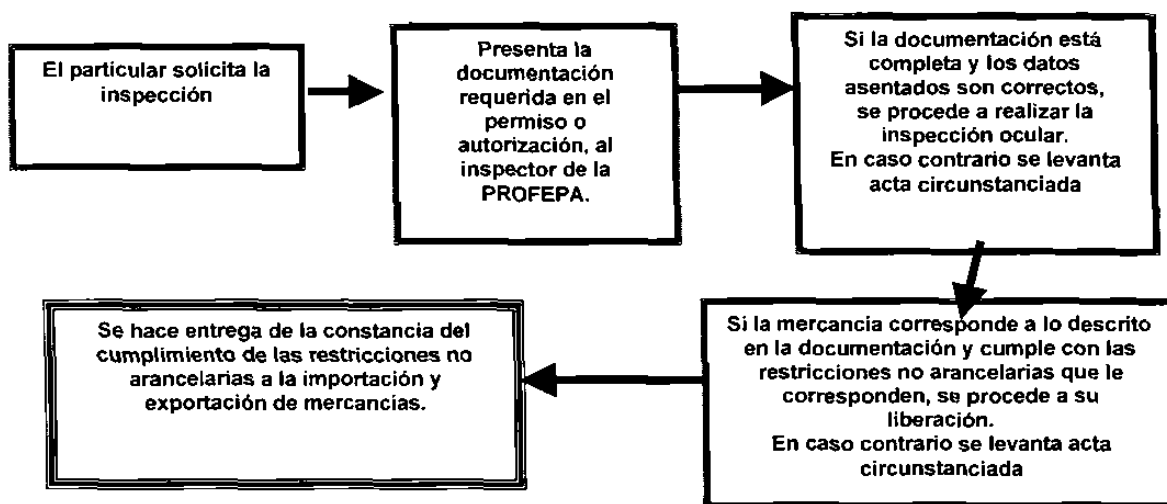 El particular solicita la
inspección
Presenta la
documentación
requerida en el
permiso o
autorización, al
inspector de la
PROFEPA.
Si la documentación está
completa y los datos
asentados son correctos,
se procede a realizar la
inspección ocular.
En caso contrario se levanta
acta circunstanciada
Si la mercancia corresponde a lo descrito
en la documentación y cumple con las
restricciones no arancelarias que le
corresponden, se procede a su
liberación.
En caso contrario se levanta acta
circunstanciada
Se hace entrega de la constancia del
cumplimiento de las restricciones no
arancelarias a la importación y
exportación de mercancías.